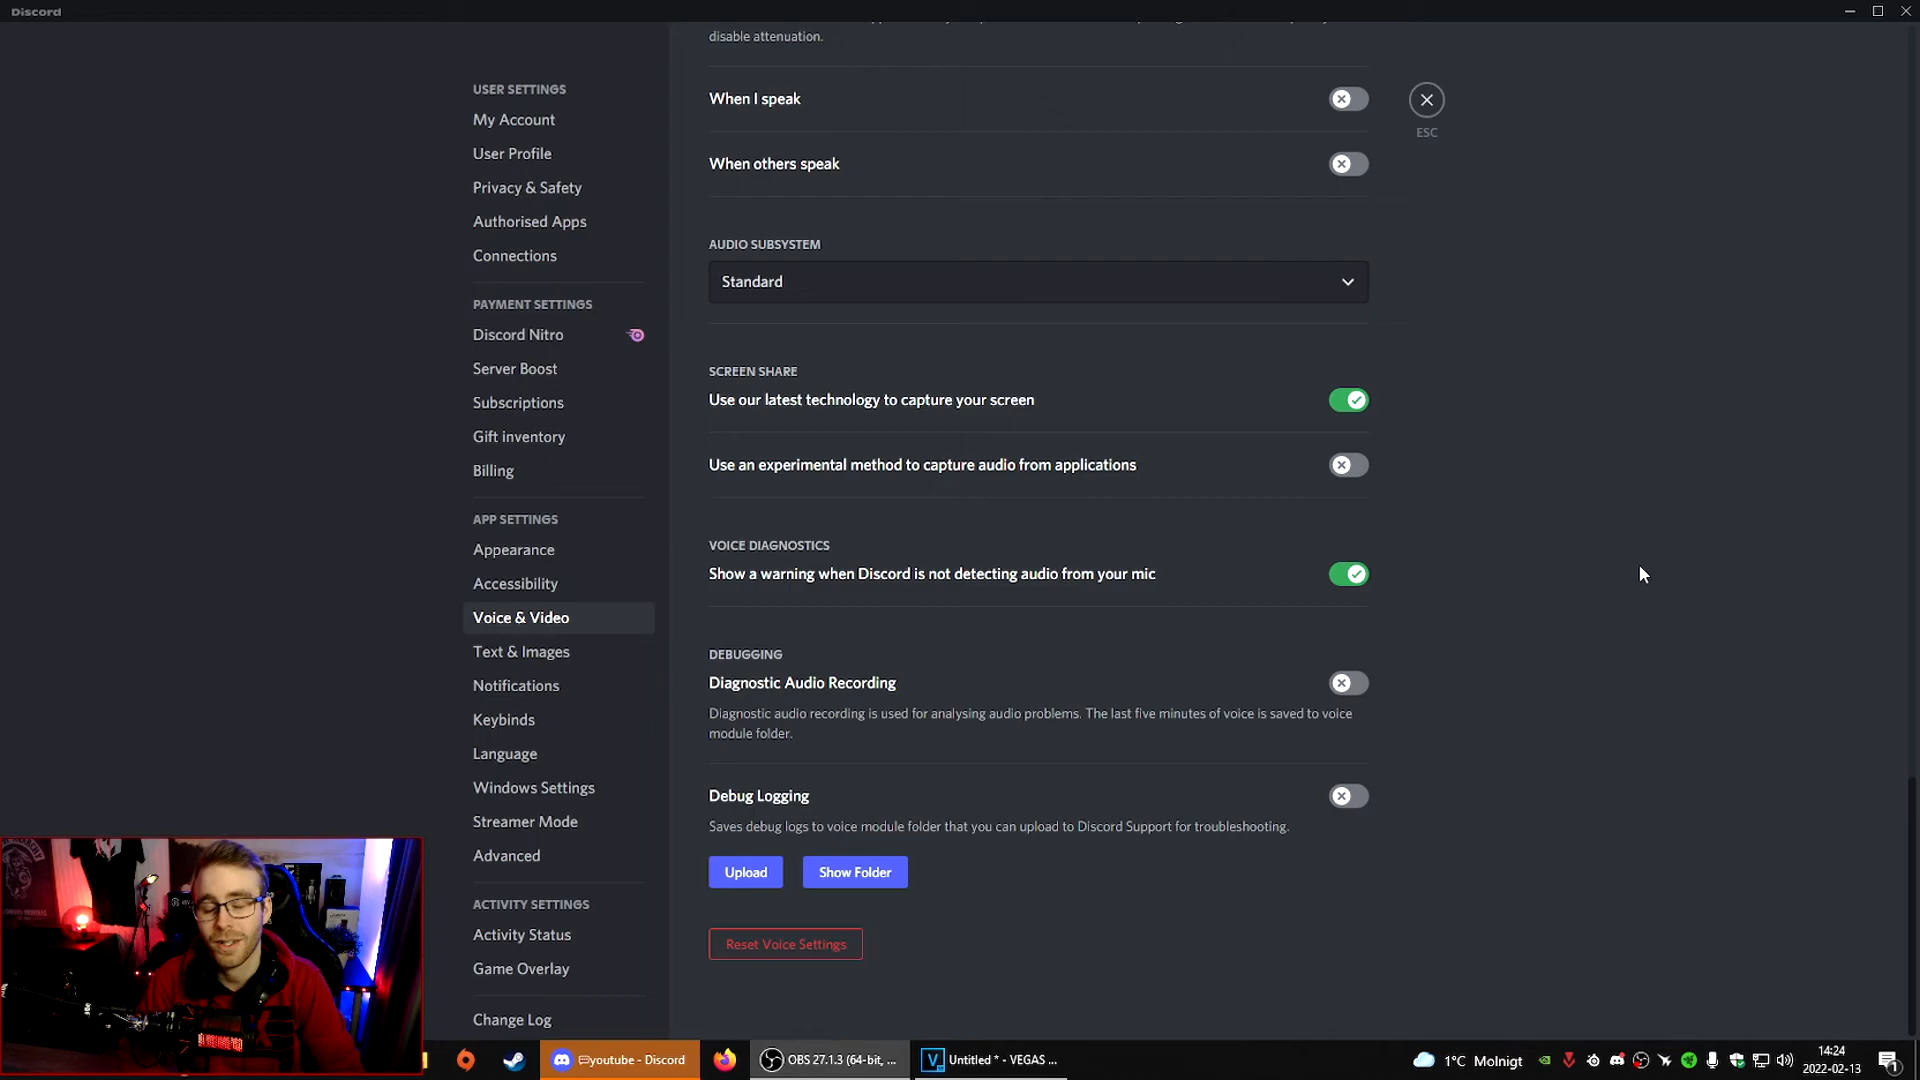 Discord
disable attenuation.
USER SETTINGS
My Account
User Profile
Privacy & Safety
Authorised Apps
Connections
PAYMENT SETTINGS
Discord Nitro
Server Boost
Subscriptions
Gift inventory
Billing
APP SETTINGS
Appearance
Accessibility
Voice & Video
Text & Images
Notifications
Keybinds
Language
Windows Settings
Streamer Mode
Advanced
ACTIVITY SETTINGS
Activity Status
Game Overlay
Change Log
When I speak
When others speak
AUDIO SUBSYSTEM
Standard
SCREEN SHARE
Use our latest technology to capture your screen
Use an experimental method to capture audio from applications
VOICE DIAGNOSTICS
Show a warning when Discord is not detecting audio from your mic
DEBUGGING
Diagnostic Audio Recording
Diagnostic audio recording is used for analysing audio problems. The last five minutes of voice is saved to voice
module folder.
Debug Logging
Saves debug logs to voice module folder that you can upload to Discord Support for troubleshooting.
Upload
Show Folder
Reset Voice Settings
ESC
youtube - Discord
OBS 27.1.3 (64-bit, ...
V
Untitled * - VEGAS ...
1°C Molnigt
14:24
2022-02-13
1